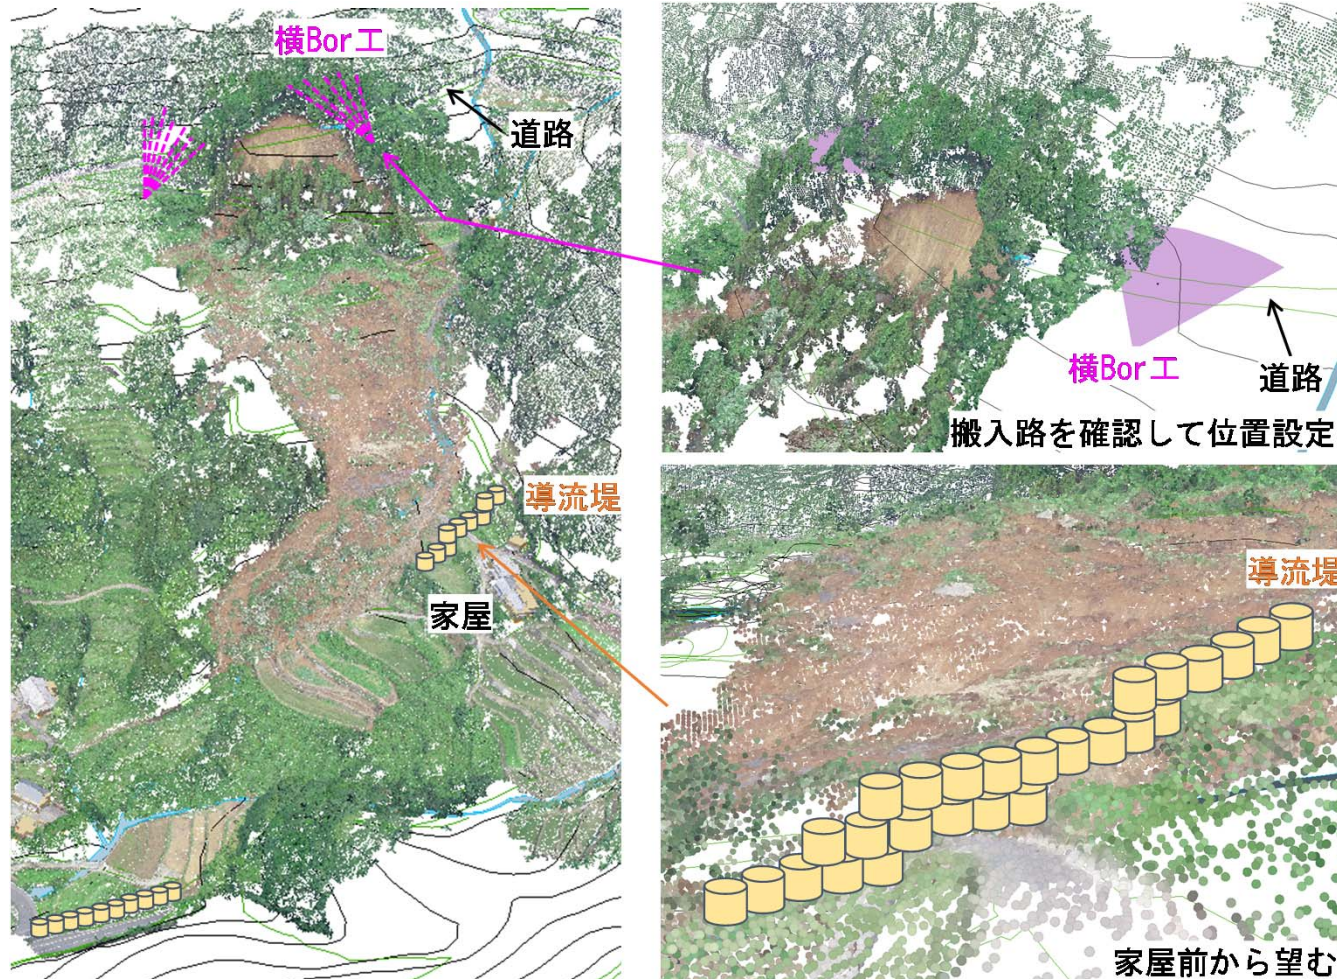 横Bor工
道路
導流堤
家屋
横Bor工
道路
搬入路を確認して位置設定
導流堤
家屋前から望む